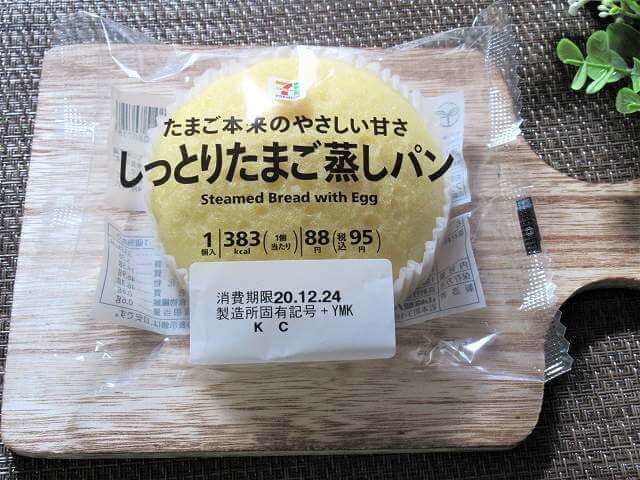 たまご本来のやさしい甘さ
しっとりたまご蒸しパン
Steamed Bread with Egg
1個入 383kcal (1個当たり) 88円 (税込95円)
消費期限20.12.24
製造所固有記号+YMK
K C